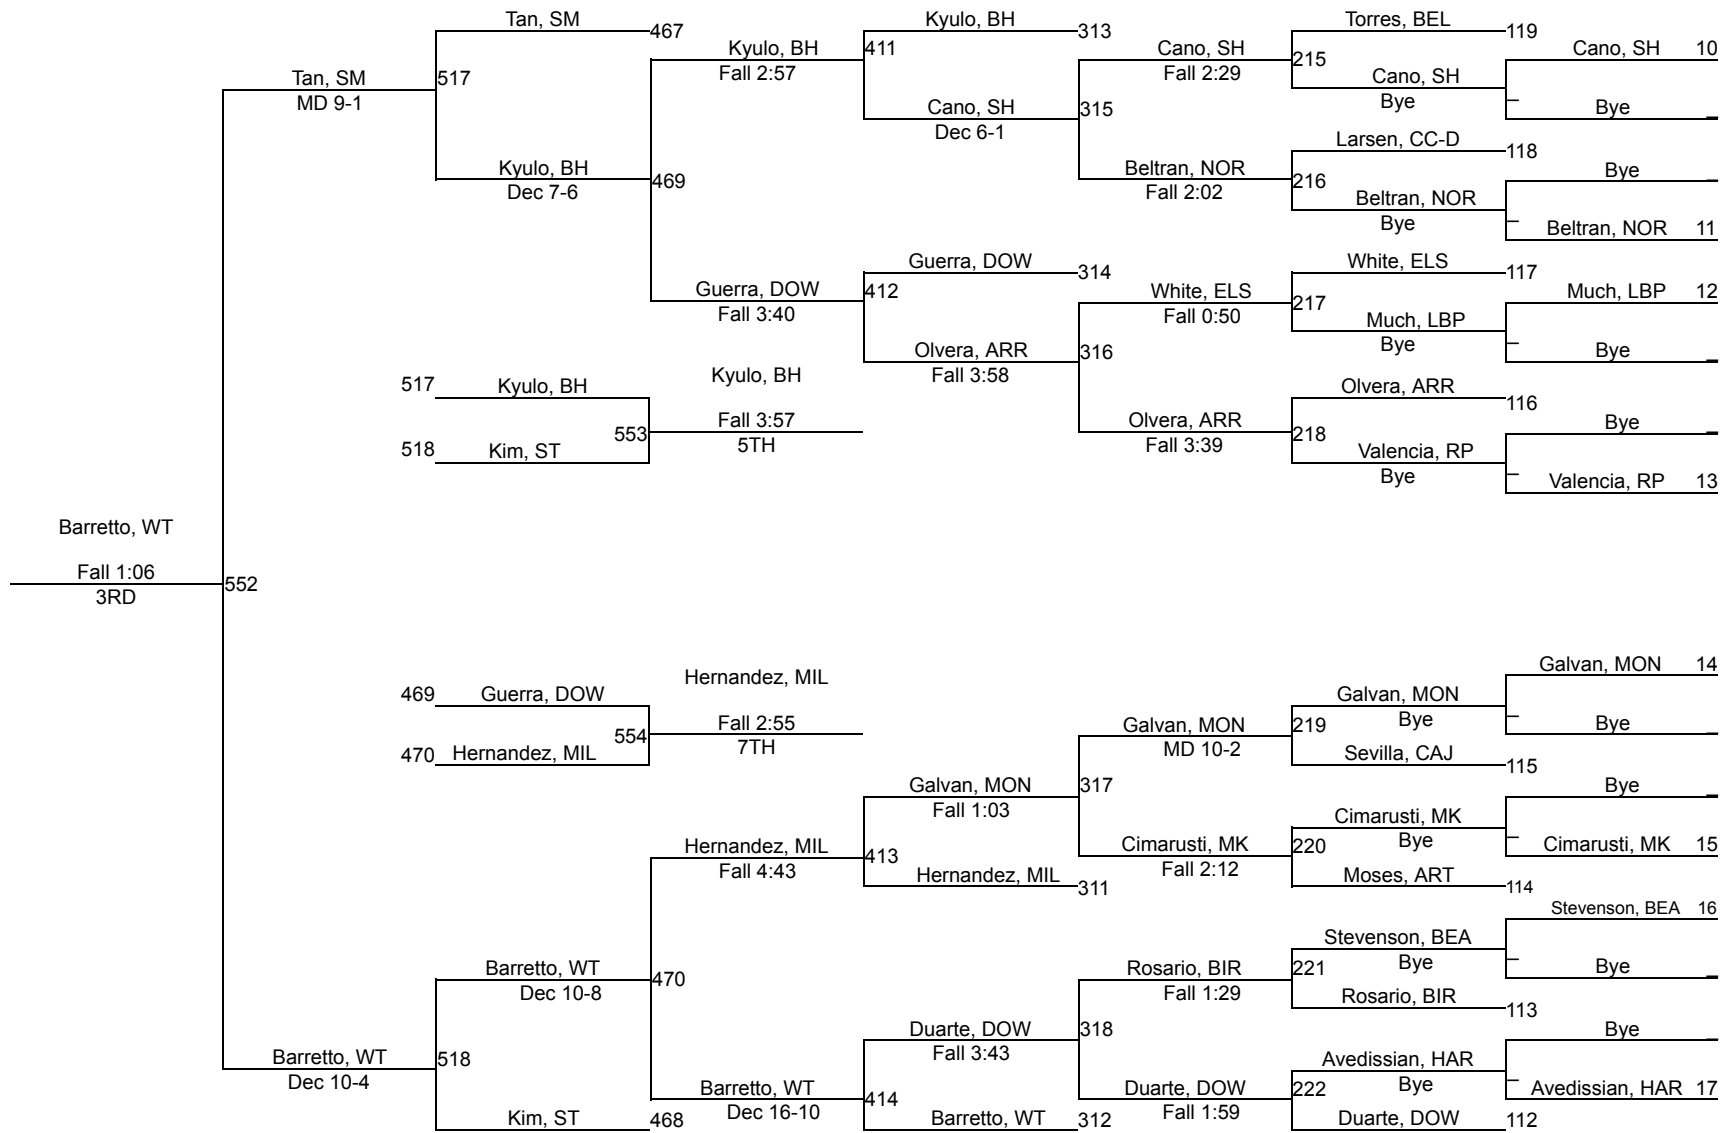 Tan, SM
467
Kyulo, BH
313
Torres, BEL
119
Tan, SM
MD 9-1
517
Kyulo, BH
Fall 2:57
411
Cano, SH
Fall 2:29
215
Cano, SH 10
Cano, SH
Bye
Bye _
_
Cano, SH
Dec 6-1
315
Larsen, CC-D
118
Kyulo, BH
Dec 7-6
469
Beltran, NOR
Fall 2:02
216
Bye _
Beltran, NOR
Bye
_
Beltran, NOR 11
Guerra, DOW
314
White, ELS
117
Guerra, DOW
Fall 3:40
412
White, ELS
Fall 0:50
217
Much, LBP 12
Much, LBP
Bye
_
Bye _
Olvera, ARR
Fall 3:58
316
517 Kyulo, BH
Kyulo, BH
Fall 3:57
5TH
553
518 Kim, ST
Olvera, ARR
116
Olvera, ARR
Fall 3:39
218
Bye _
Valencia, RP
Bye
_
Valencia, RP 13
Barretto, WT
Fall 1:06
3RD
552
469 Guerra, DOW
Hernandez, MIL
Fall 2:55
7TH
554
470 Hernandez, MIL
Galvan, MON 14
Galvan, MON
Bye
_
Bye _
Galvan, MON
MD 10-2
219
Sevilla, CAJ
115
Galvan, MON
Fall 1:03
317
Bye _
Cimarusti, MK
Bye
_
Cimarusti, MK 15
Hernandez, MIL
Fall 4:43
413
Cimarusti, MK
Fall 2:12
220
Hernandez, MIL
311
Moses, ART
114
Stevenson, BEA 16
Stevenson, BEA
Bye
_
Bye _
Barretto, WT
Dec 10-8
470
Rosario, BIR
Fall 1:29
221
Rosario, BIR
113
Duarte, DOW
Fall 3:43
318
Bye _
Barretto, WT
Dec 10-4
518
Avedissian, HAR
Bye
_
Avedissian, HAR 17
Barretto, WT
Dec 16-10
414
Duarte, DOW
Fall 1:59
222
Kim, ST
468
Barretto, WT
312
Duarte, DOW
112